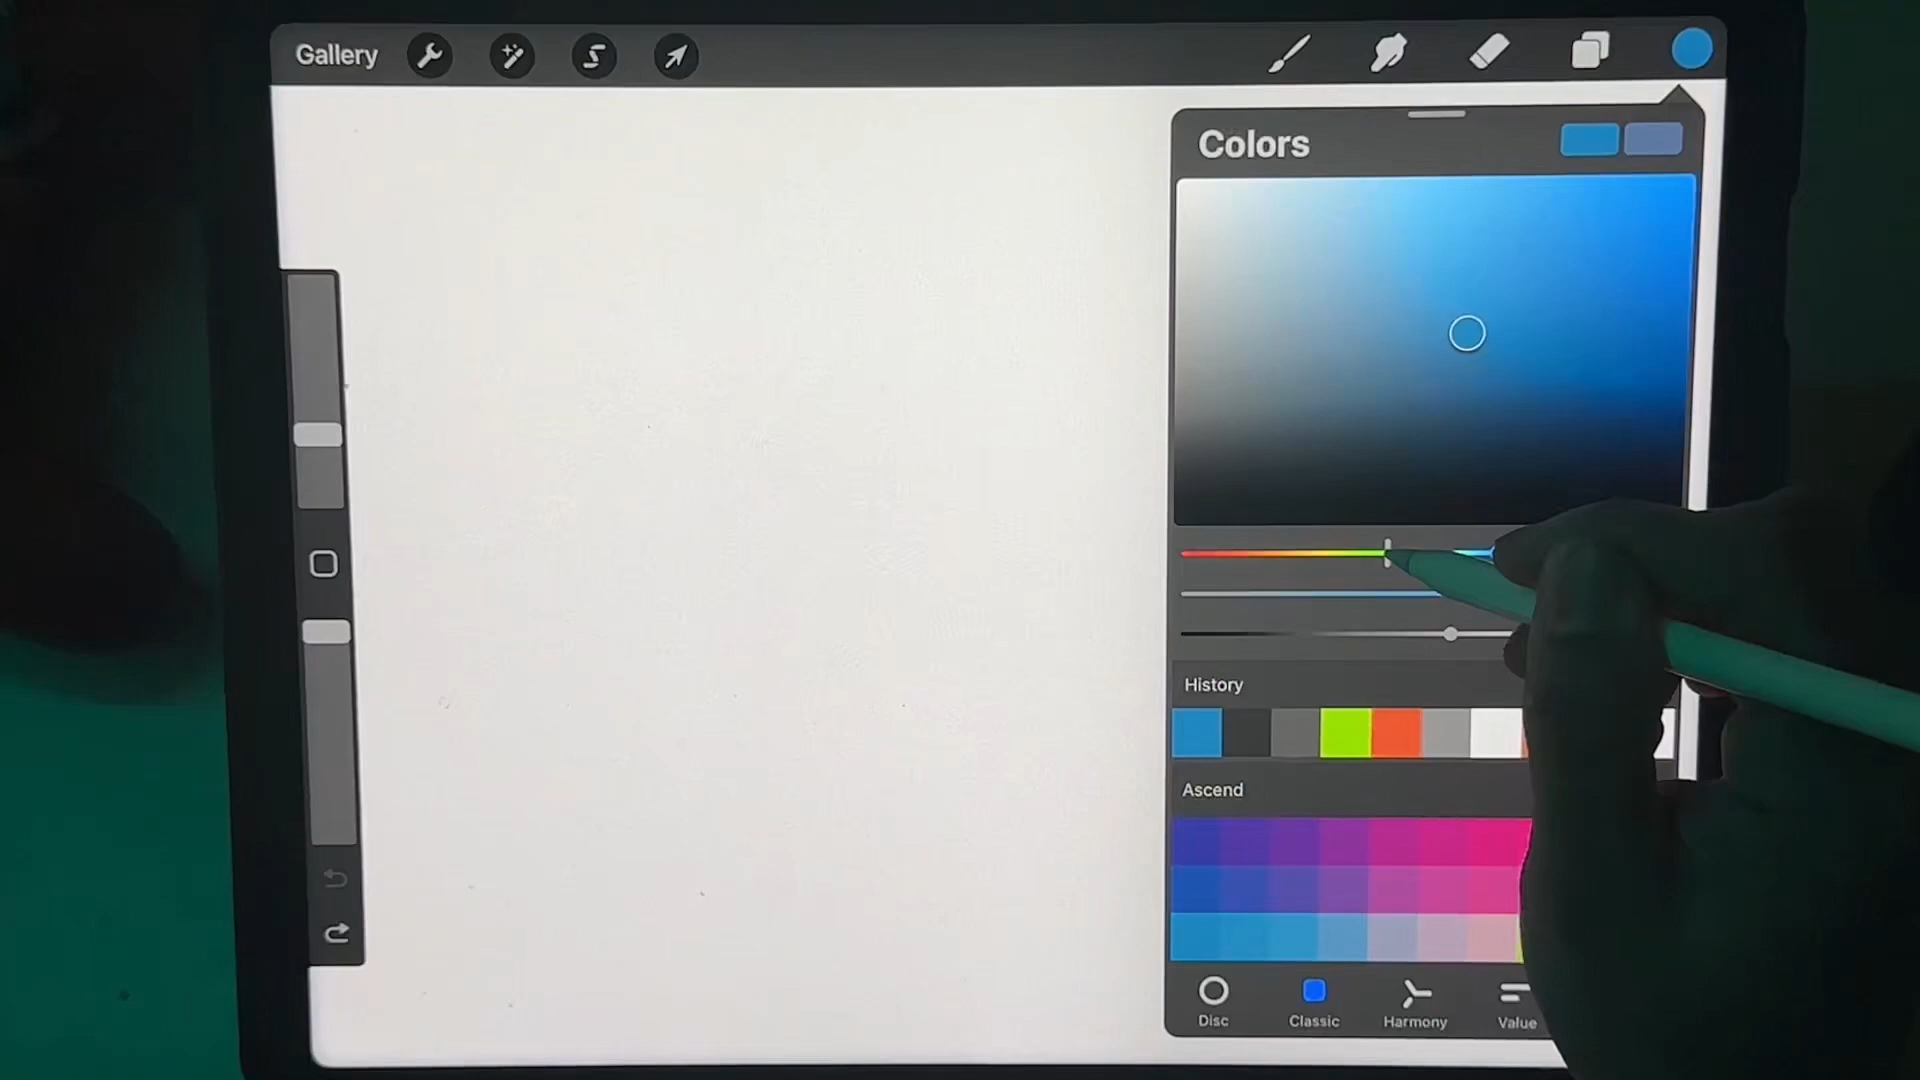 Gallery
Colors
History
Ascend
Disc
Classic
Harmony
Value